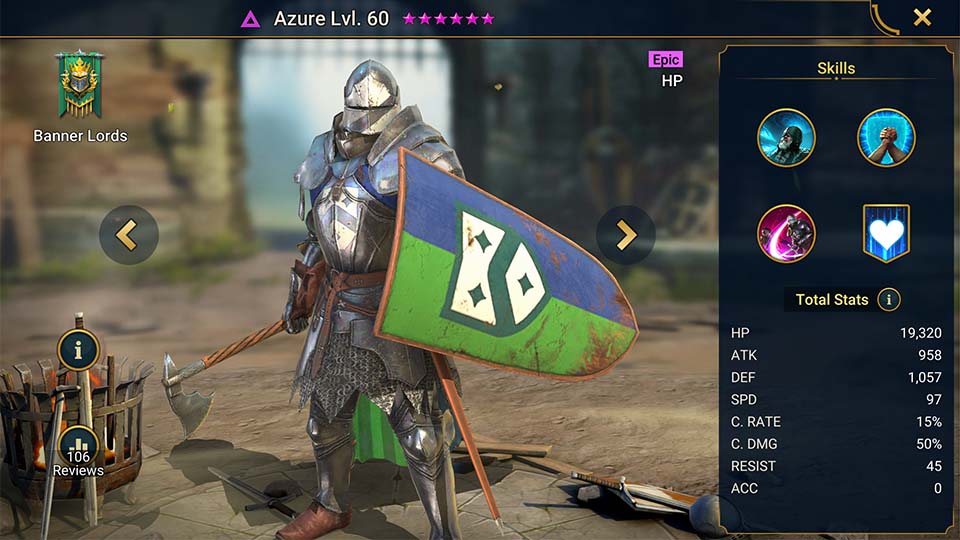 Azure Lvl. 60
Banner Lords
Epic
HP
106
Reviews
Skills
Total Stats
HP 19,320
ATK 958
DEF 1,057
SPD 97
C. RATE 15%
C. DMG 50%
RESIST 45
ACC 0